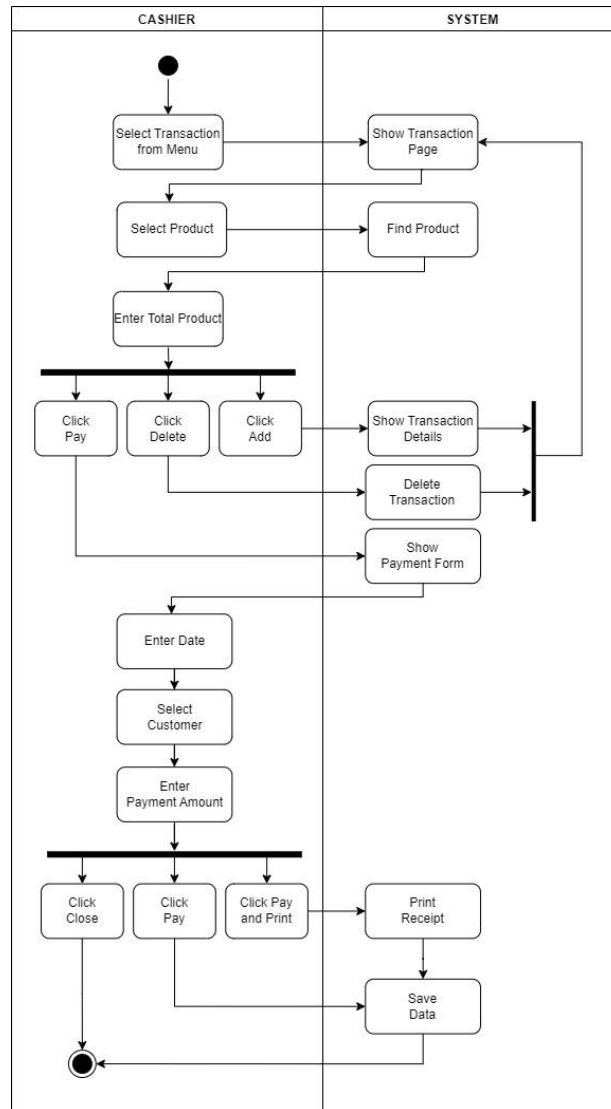 CASHIER
SYSTEM
Select Transaction
from Menu
Show Transaction
Page
Select Product
Find Product
Enter Total Product
Click
Pay
Click
Delete
Click
Add
Show Transaction
Details
Delete
Transaction
Show
Payment Form
Enter Date
Select
Customer
Enter
Payment Amount
Click
Close
Click
Pay
Click Pay
and Print
Print
Receipt
Save
Data